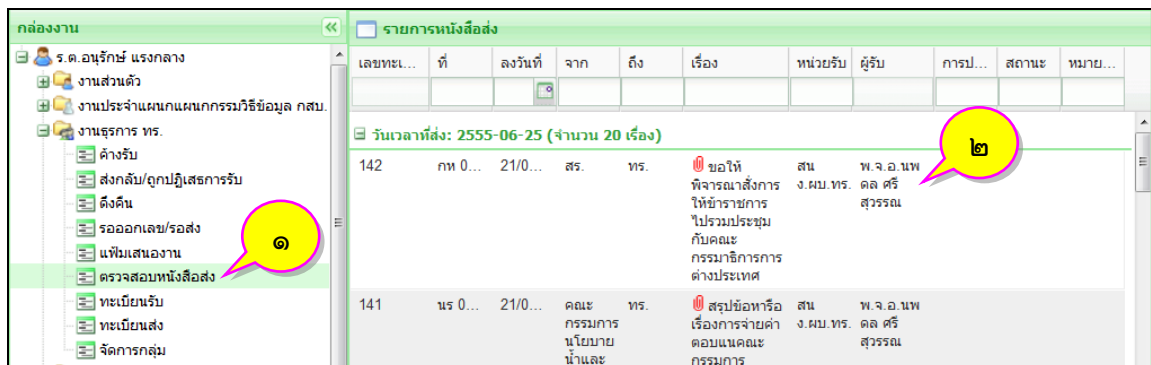 กล่องงาน
ร.ต.อนุรักษ์ แรงกลาง
งานส่วนตัว
งานประจำแผนกแผนกกรรมวิธีข้อมูล กสบ.
งานธุรการ ทร.
ค้างรับ
ส่งกลับ/ถูกปฏิเสธการรับ
ดึงคืน
รอออกเลข/รอส่ง
แฟ้มเสนองาน
ตรวจสอบหนังสือส่ง
ทะเบียนรับ
ทะเบียนส่ง
จัดการกลุ่ม
๑
รายการหนังสือส่ง
เลขทะเ... ที่ ลงวันที่ จาก ถึง เรื่อง หน่วยรับ ผู้รับ การป... สถานะ หมาย...
วันเวลาที่ส่ง: 2555-06-25 (จำนวน 20 เรื่อง)
๒
142 กห 0... 21/0... สร. ทร. ขอให้ สน พ.จ.อ.นพ
พิจารณาสั่งการ ง.ผบ.ทร. ดล ศรี
ให้ข้าราชการ สุวรรณ
ไปรวมประชุม
กับคณะ
กรรมาธิการการ
ต่างประเทศ
141 นร 0... 21/0... คณะ ทร. สรุปข้อหารือ สน พ.จ.อ.นพ
กรรมการ เรื่องการจ่ายค่า ง.ผบ.ทร. ดล ศรี
นโยบาย ตอบแนคณะ สุวรรณ
น้ำและ กรรมการ